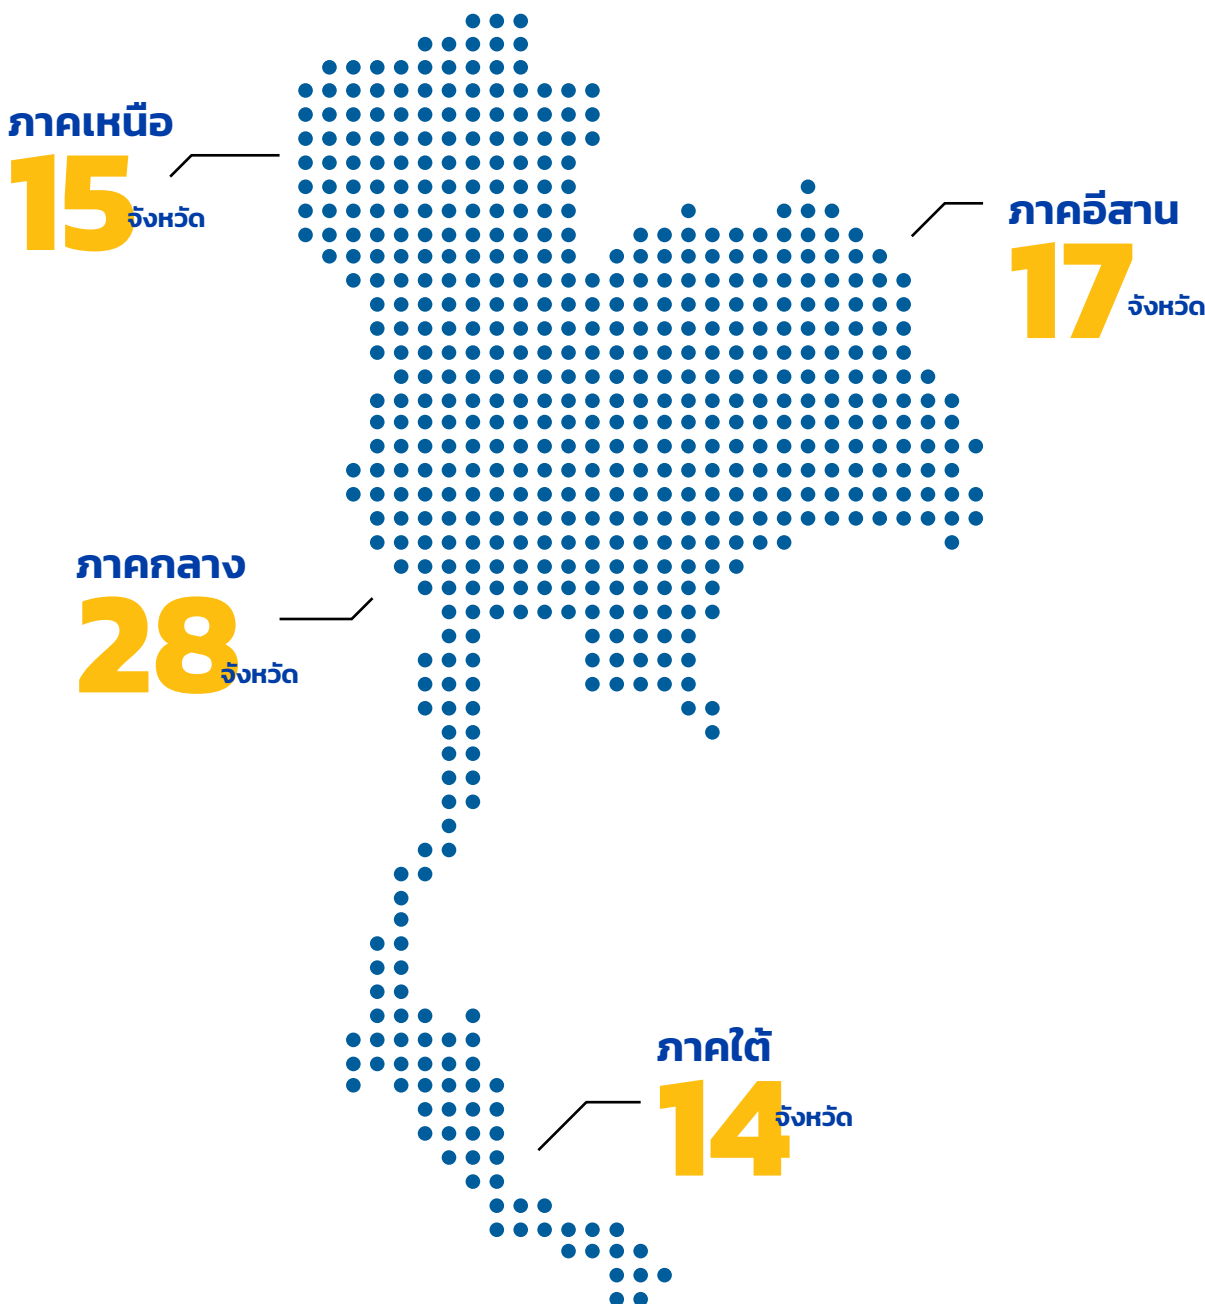 ภาคเหนือ
15 จังหวัด
ภาคอีสาน
17 จังหวัด
ภาคกลาง
28 จังหวัด
ภาคใต้
14 จังหวัด